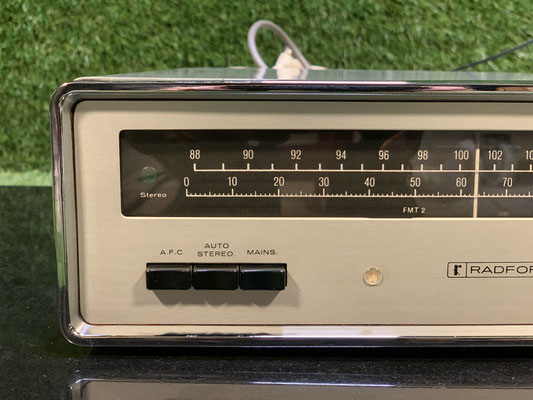 88 90 92 94 96 98 100 102
Stereo
0 10 20 30 40 50 60 70
FMT 2
A.F.C. AUTO STEREO. MAINS.
r RADFOR